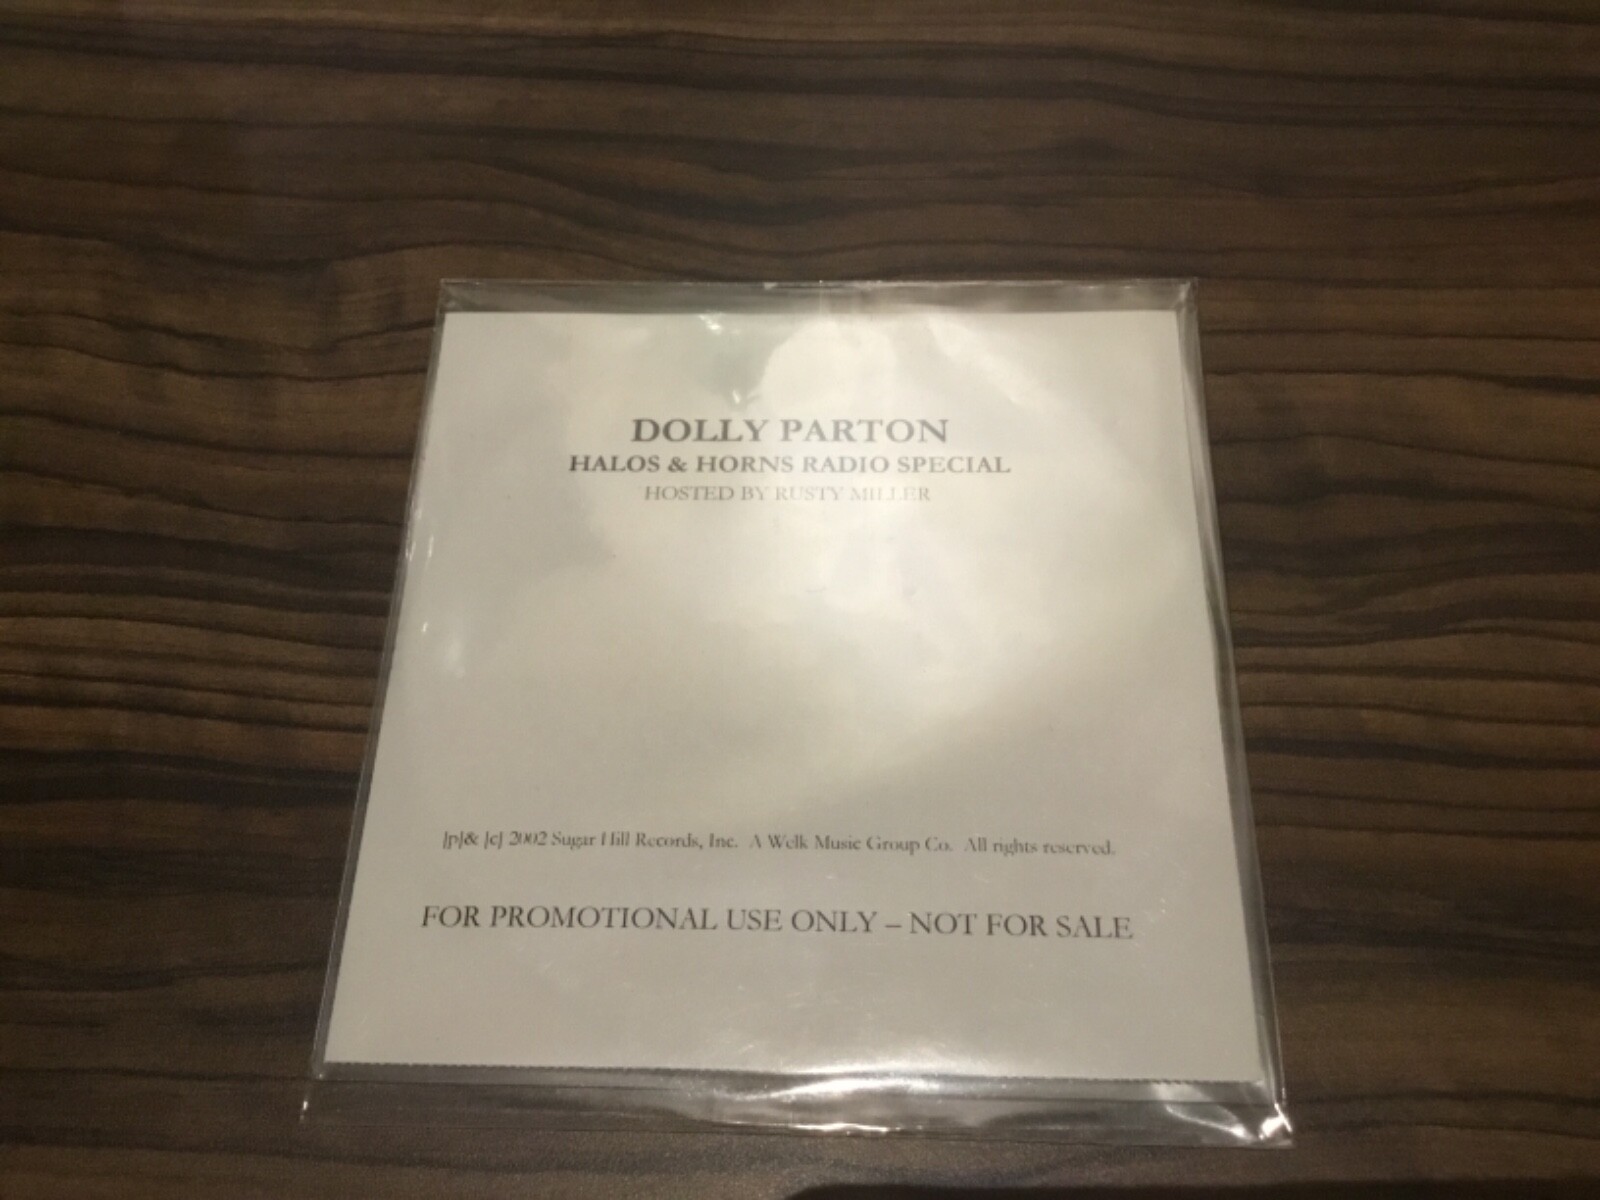 DOLLY PARTON
HALOS & HORNS RADIO SPECIAL
HOSTED BY RUSTY MILLER
[p]& [c] 2002 Sugar Hill Records, Inc. A Welk Music Group Co. All rights reserved.
FOR PROMOTIONAL USE ONLY – NOT FOR SALE